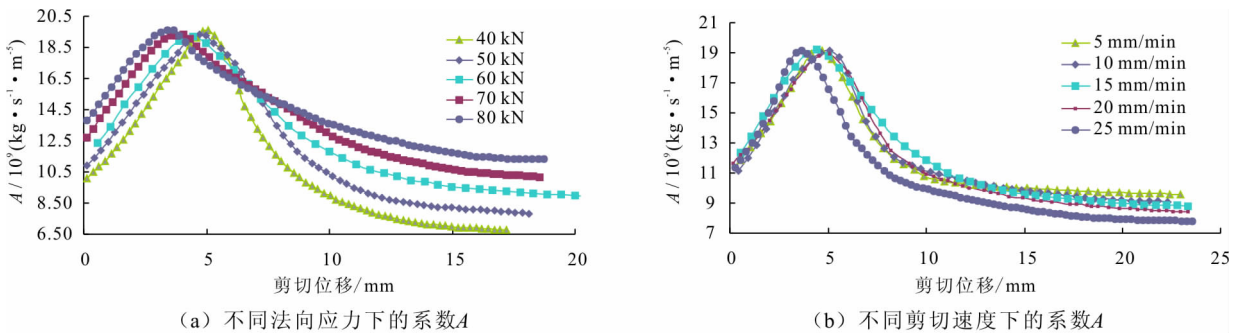 20.5
18.5
16.5
14.5
12.5
10.5
8.50
6.50
A / 10⁹(kg·s⁻¹·m⁻⁵)
40 kN
50 kN
60 kN
70 kN
80 kN
0 5 10 15 20
剪切位移/mm
(a) 不同法向应力下的系数A
21
19
17
15
13
11
9
7
A / 10⁹(kg·s⁻¹·m⁻⁵)
5 mm/min
10 mm/min
15 mm/min
20 mm/min
25 mm/min
0 5 10 15 20 25
剪切位移/mm
(b) 不同剪切速度下的系数A